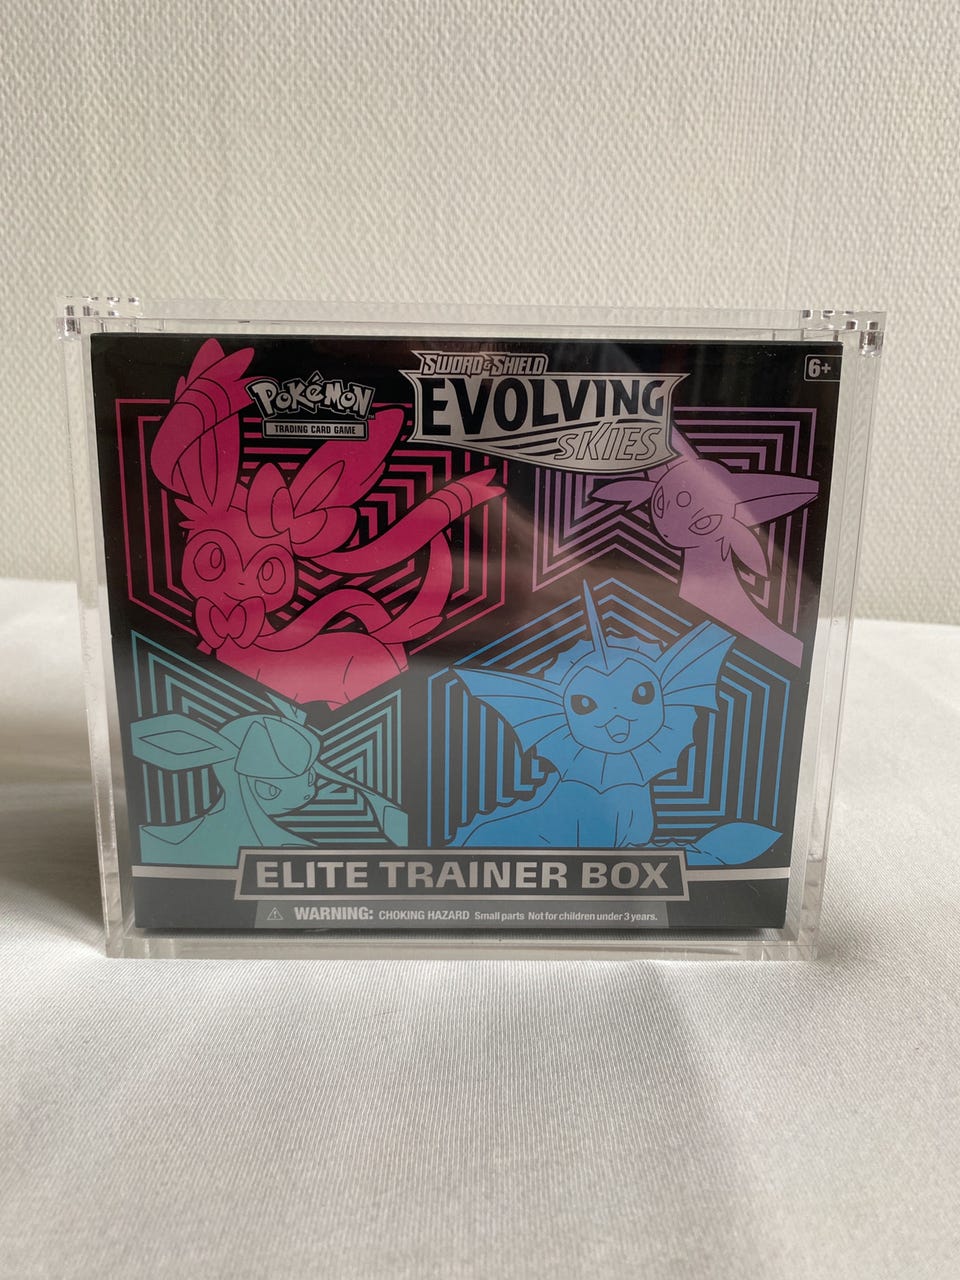 Pokémon
TRADING CARD GAME
SWORD & SHIELD
EVOLVING
SKIES
6+
ELITE TRAINER BOX
WARNING: CHOKING HAZARD Small parts Not for children under 3 years.